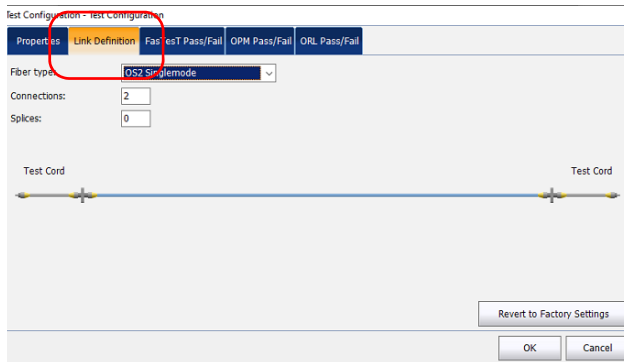 Test Configuration - Test Configuration
Properties Link Definition FasTesT Pass/Fail OPM Pass/Fail ORL Pass/Fail
Fiber type: OS2 Singlemode
Connections: 2
Splices: 0
Test Cord Test Cord
Revert to Factory Settings
OK Cancel